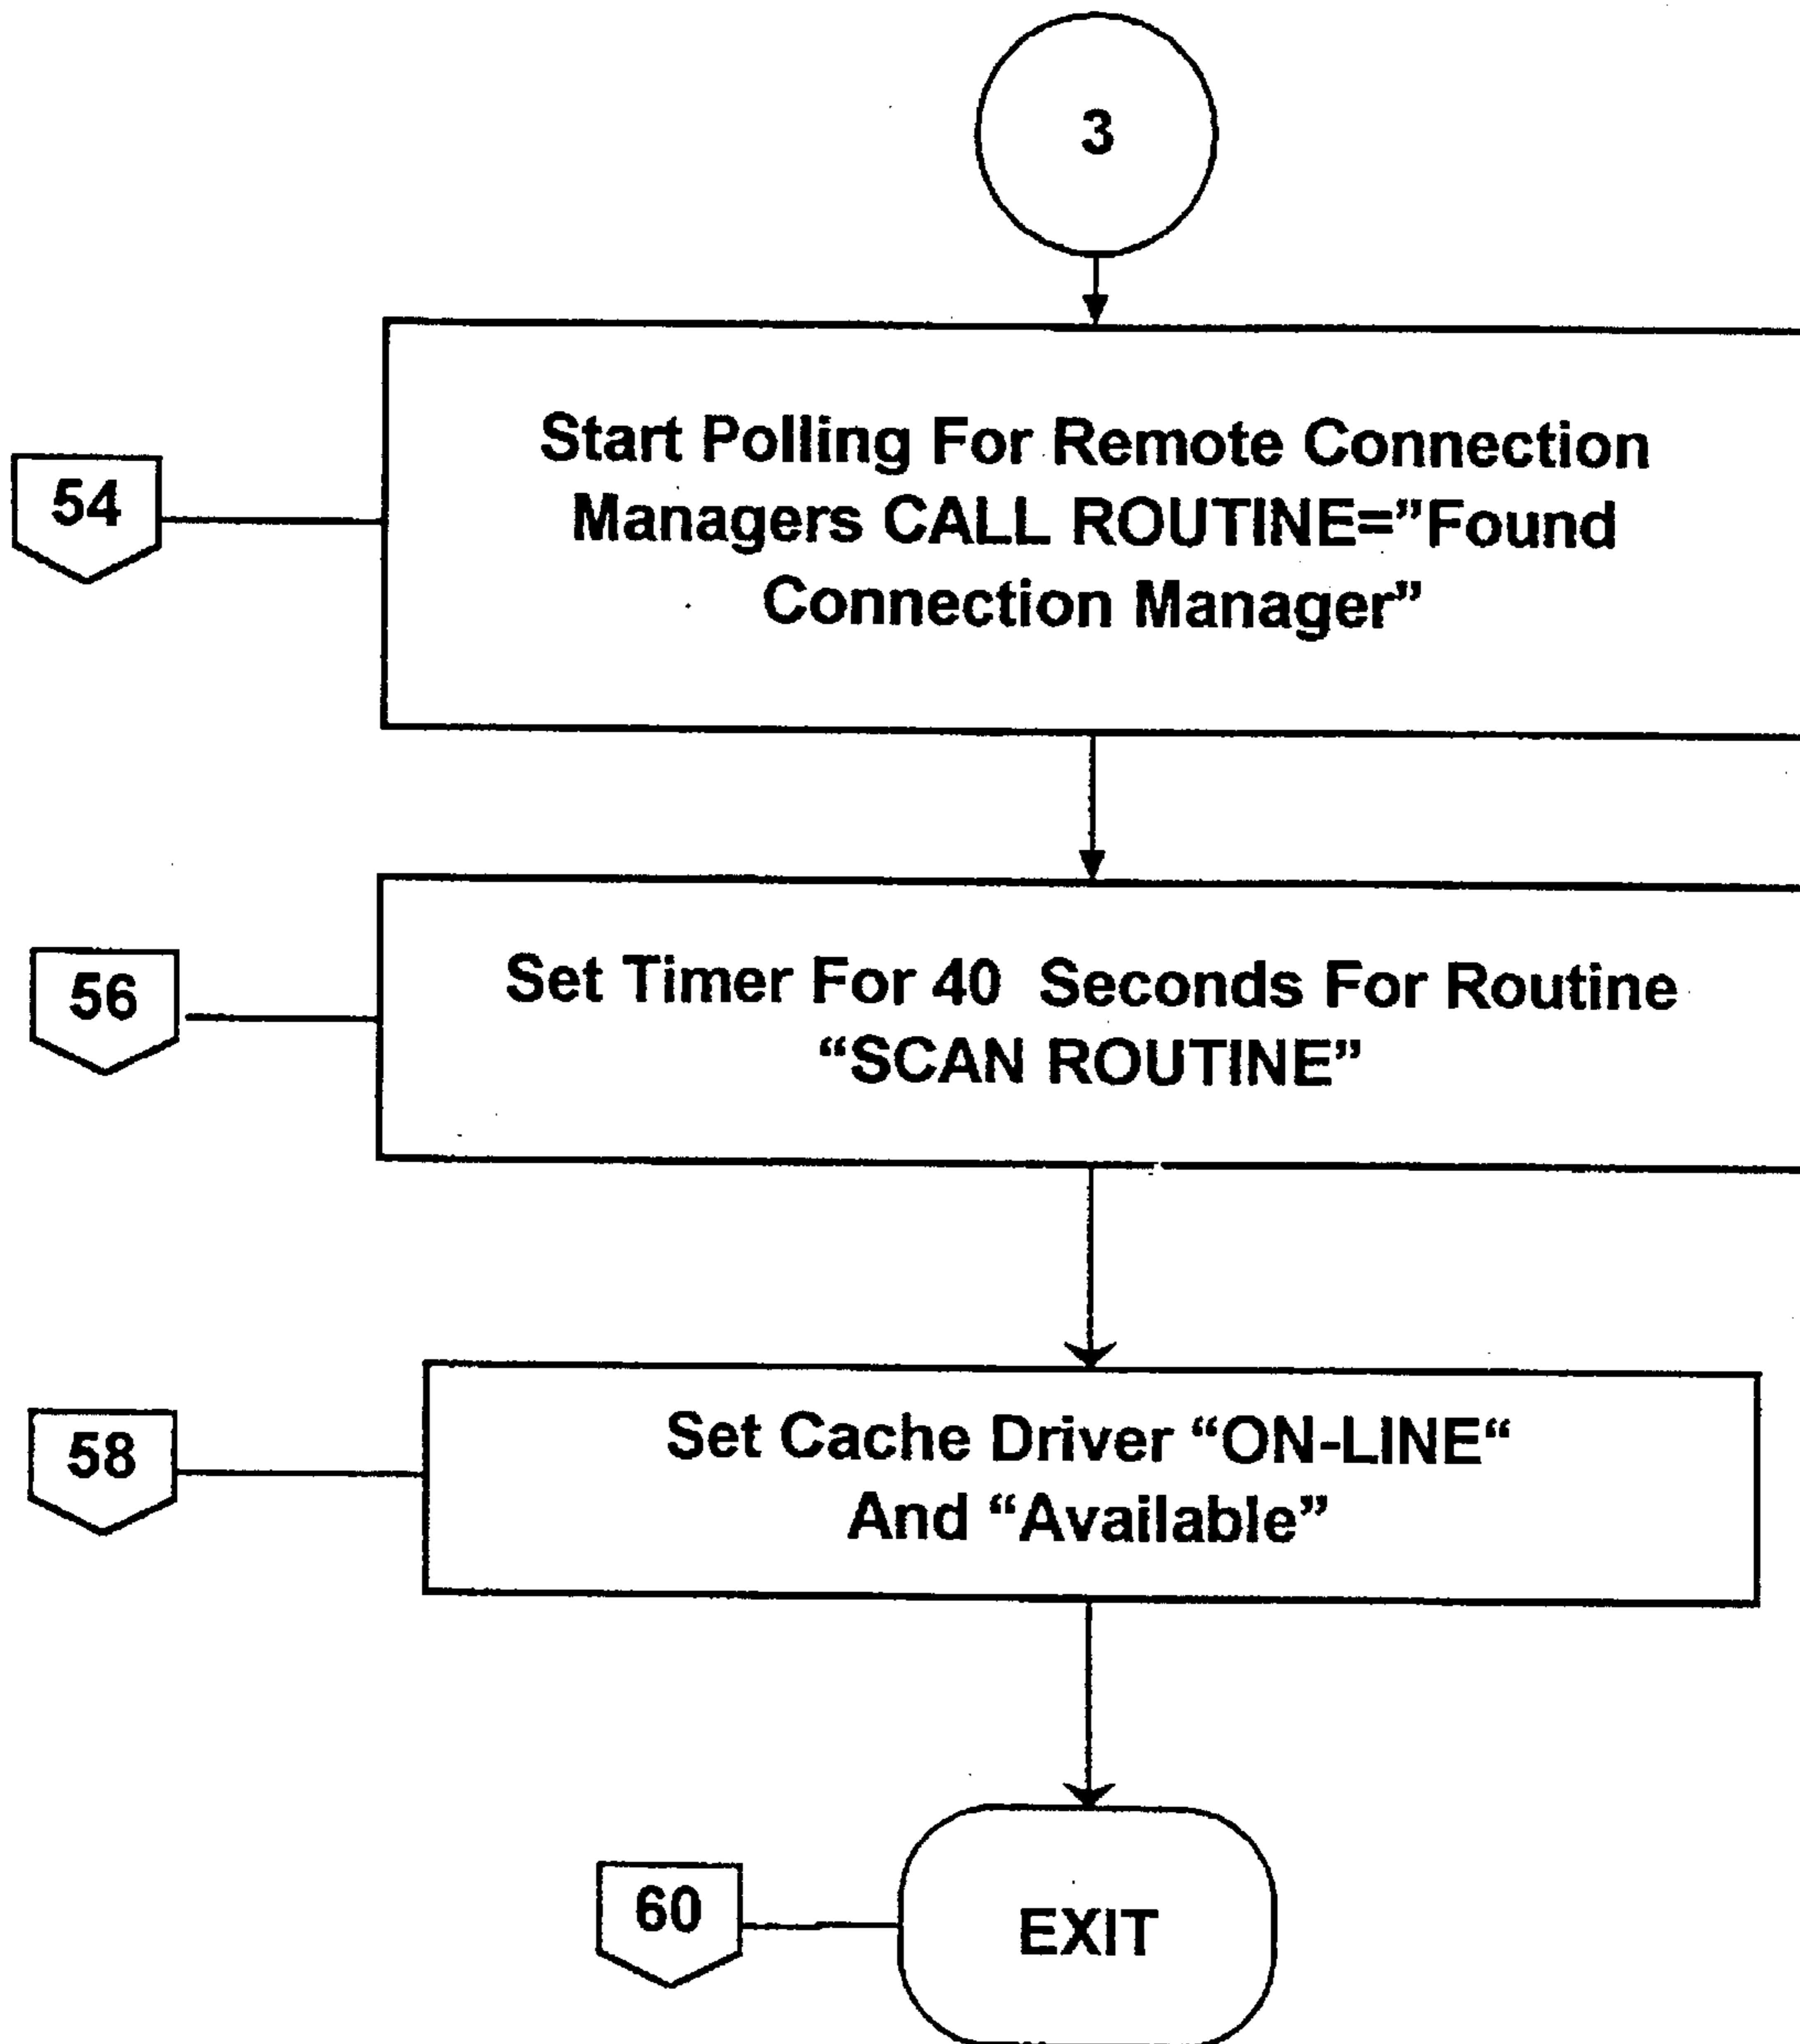 3
54
Start Polling For Remote Connection
Managers CALL ROUTINE=”Found
Connection Manager”
56
Set Timer For 40 Seconds For Routine
“SCAN ROUTINE”
58
Set Cache Driver “ON-LINE“
And “Available”
60
EXIT